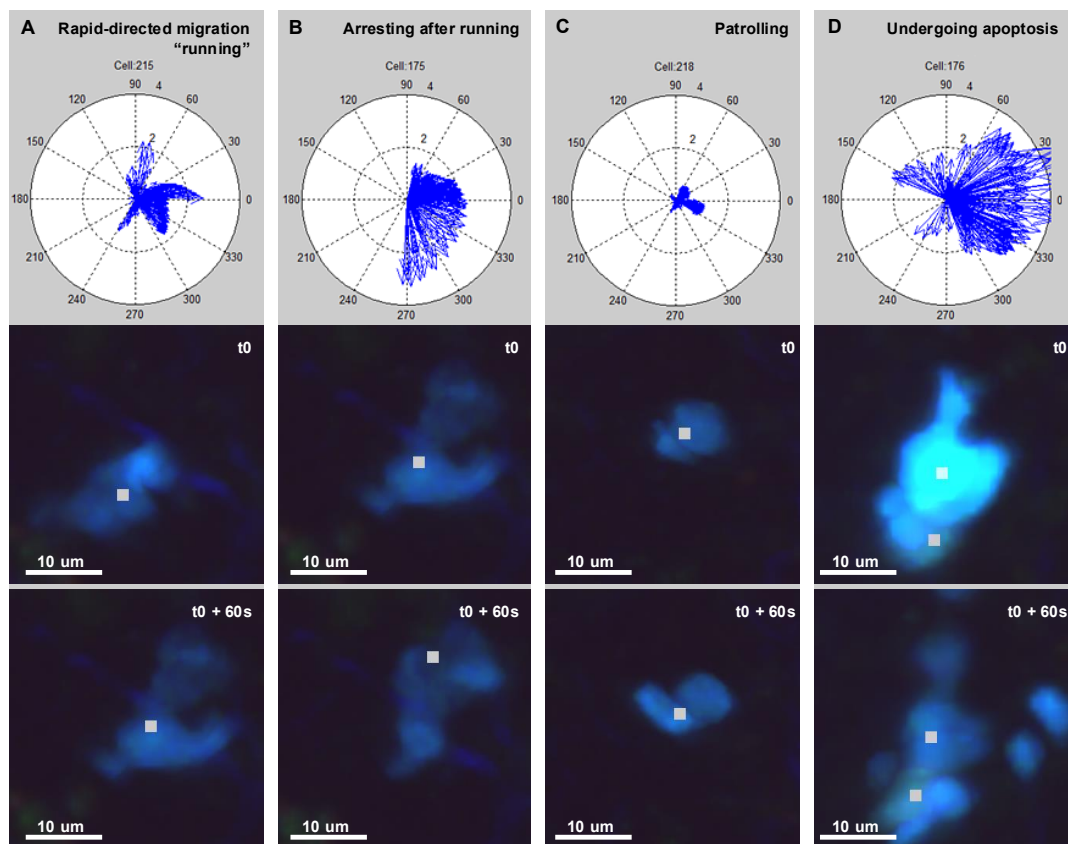 A Rapid-directed migration
“running”
Cell:215
90 4
120 60
2
150 30
180 0
210 330
240 300
270
t0
10 um
t0 + 60s
10 um
B Arresting after running
Cell:175
90 4
120 60
2
150 30
180 0
210 330
240 300
270
t0
10 um
t0 + 60s
10 um
C Patrolling
Cell:218
90 4
120 60
2
150 30
180 0
210 330
240 300
270
t0
10 um
t0 + 60s
10 um
D Undergoing apoptosis
Cell:176
90 4
120 60
2
150 30
180 0
210 330
240 300
270
t0
10 um
t0 + 60s
10 um